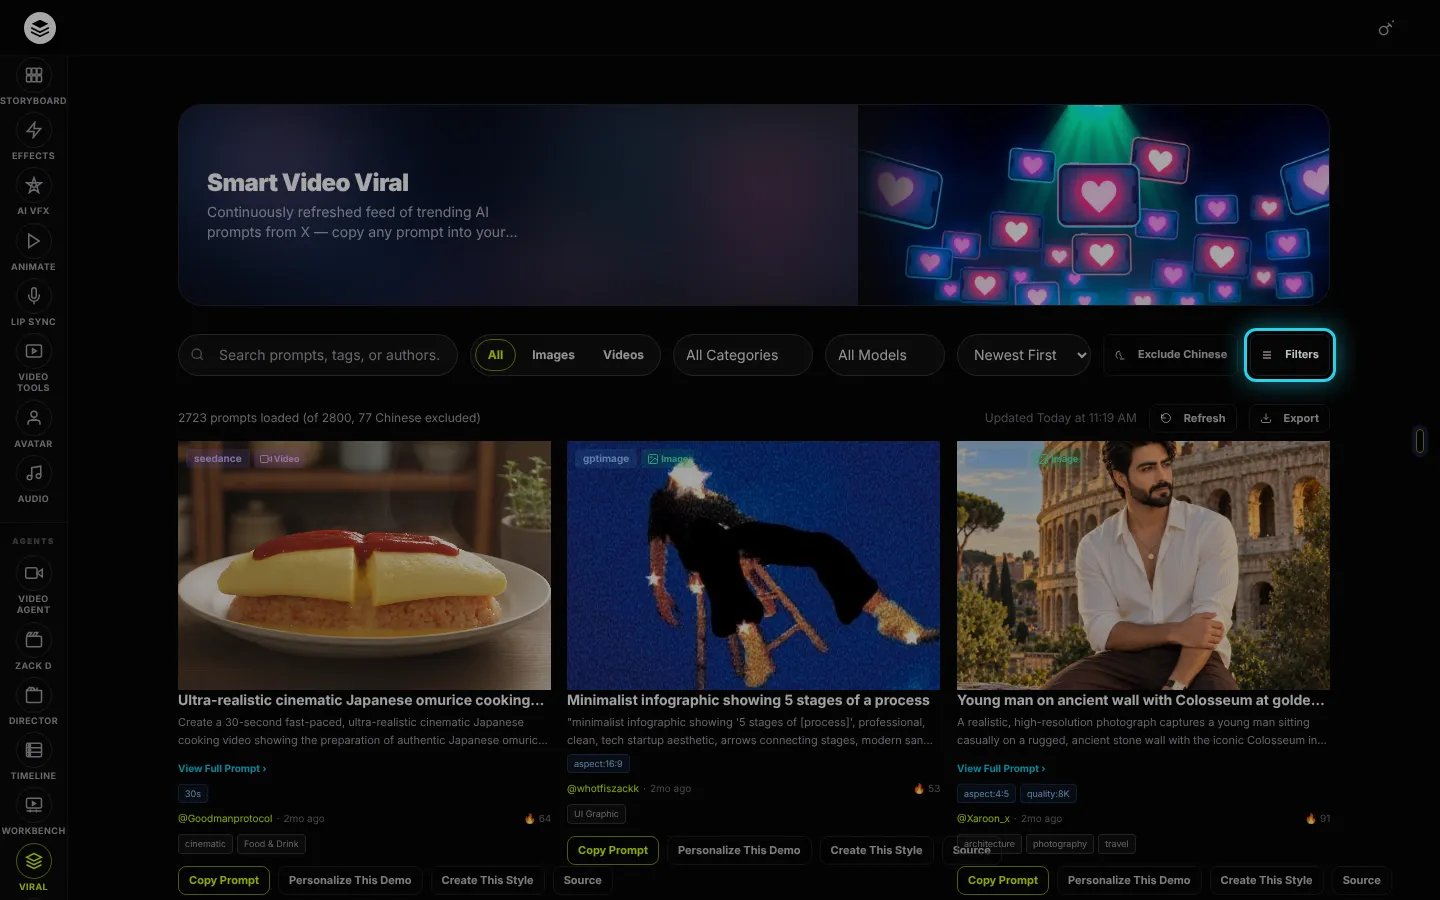 STORYBOARD
EFFECTS
AI VFX
ANIMATE
LIP SYNC
VIDEO
TOOLS
AVATAR
AUDIO
AGENTS
VIDEO
AGENT
ZACK D
DIRECTOR
TIMELINE
WORKBENCH
VIRAL
Smart Video Viral
Continuously refreshed feed of trending AI
prompts from X — copy any prompt into your...
Search prompts, tags, or authors.
All Images Videos
All Categories
All Models
Newest First
Exclude Chinese
Filters
2723 prompts loaded (of 2800, 77 Chinese excluded)
Updated Today at 11:19 AM
Refresh
Export
seedance Video
Ultra-realistic cinematic Japanese omurice cooking...
Create a 30-second fast-paced, ultra-realistic cinematic Japanese
cooking video showing the preparation of authentic Japanese omuric...
View Full Prompt ›
30s
@Goodmanprotocol · 2mo ago 🔥 64
cinematic Food & Drink
Copy Prompt Personalize This Demo Create This Style Source
gptimage Image
Minimalist infographic showing 5 stages of a process
"minimalist infographic showing '5 stages of [process]', professional,
clean, tech startup aesthetic, arrows connecting stages, modern san...
aspect:16:9
@whotfiszackk · 2mo ago 🔥 53
UI Graphic
Copy Prompt Personalize This Demo Create This Style Source
Image
Young man on ancient wall with Colosseum at golde...
A realistic, high-resolution photograph captures a young man sitting
casually on a rugged, ancient stone wall with the iconic Colosseum in...
View Full Prompt ›
aspect:4:5 quality:8K
@Xaroon_x · 2mo ago 🔥 91
architecture photography travel
Copy Prompt Personalize This Demo Create This Style Source